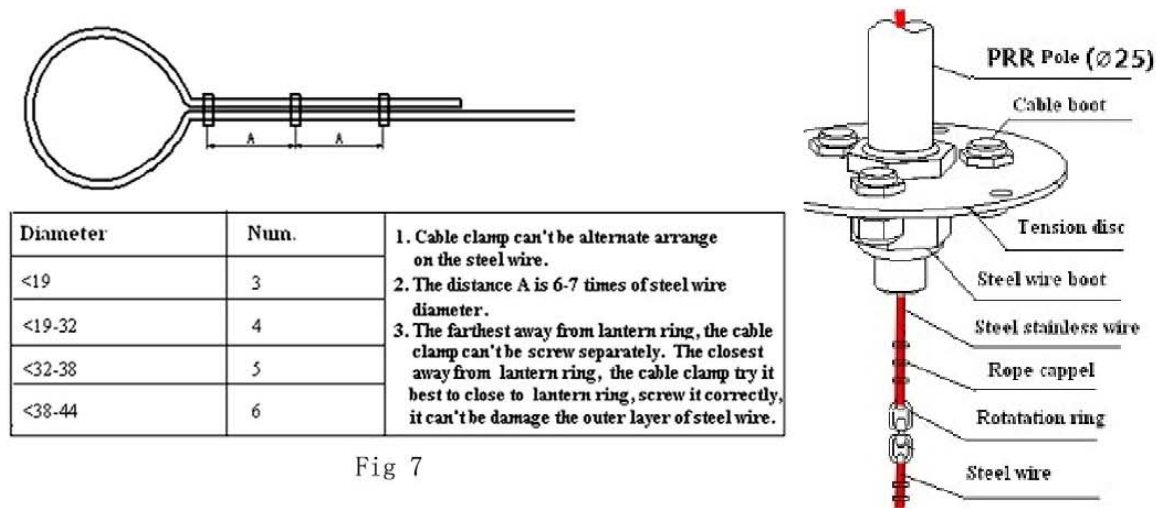 A A
Diameter Num.
<19 3
<19-32 4
<32-38 5
<38-44 6
1. Cable clamp can't be alternate arrange
on the steel wire.
2. The distance A is 6-7 times of steel wire
diameter.
3. The farthest away from lantern ring, the cable
clamp can't be screw separately. The closest
away from lantern ring, the cable clamp try it
best to close to lantern ring, screw it correctly,
it can't be damage the outer layer of steel wire.
Fig 7
PRR Pole (⌀25)
Cable boot
Tension disc
Steel wire boot
Steel stainless wire
Rope cappel
Rotatation ring
Steel wire